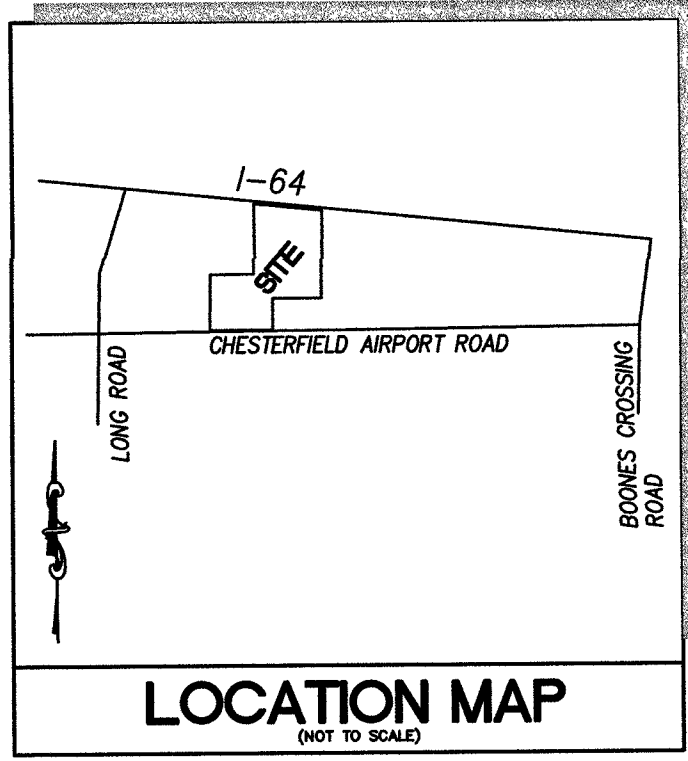 I-64
SITE
CHESTERFIELD AIRPORT ROAD
LONG ROAD
BOONES CROSSING
ROAD
LOCATION MAP
(NOT TO SCALE)